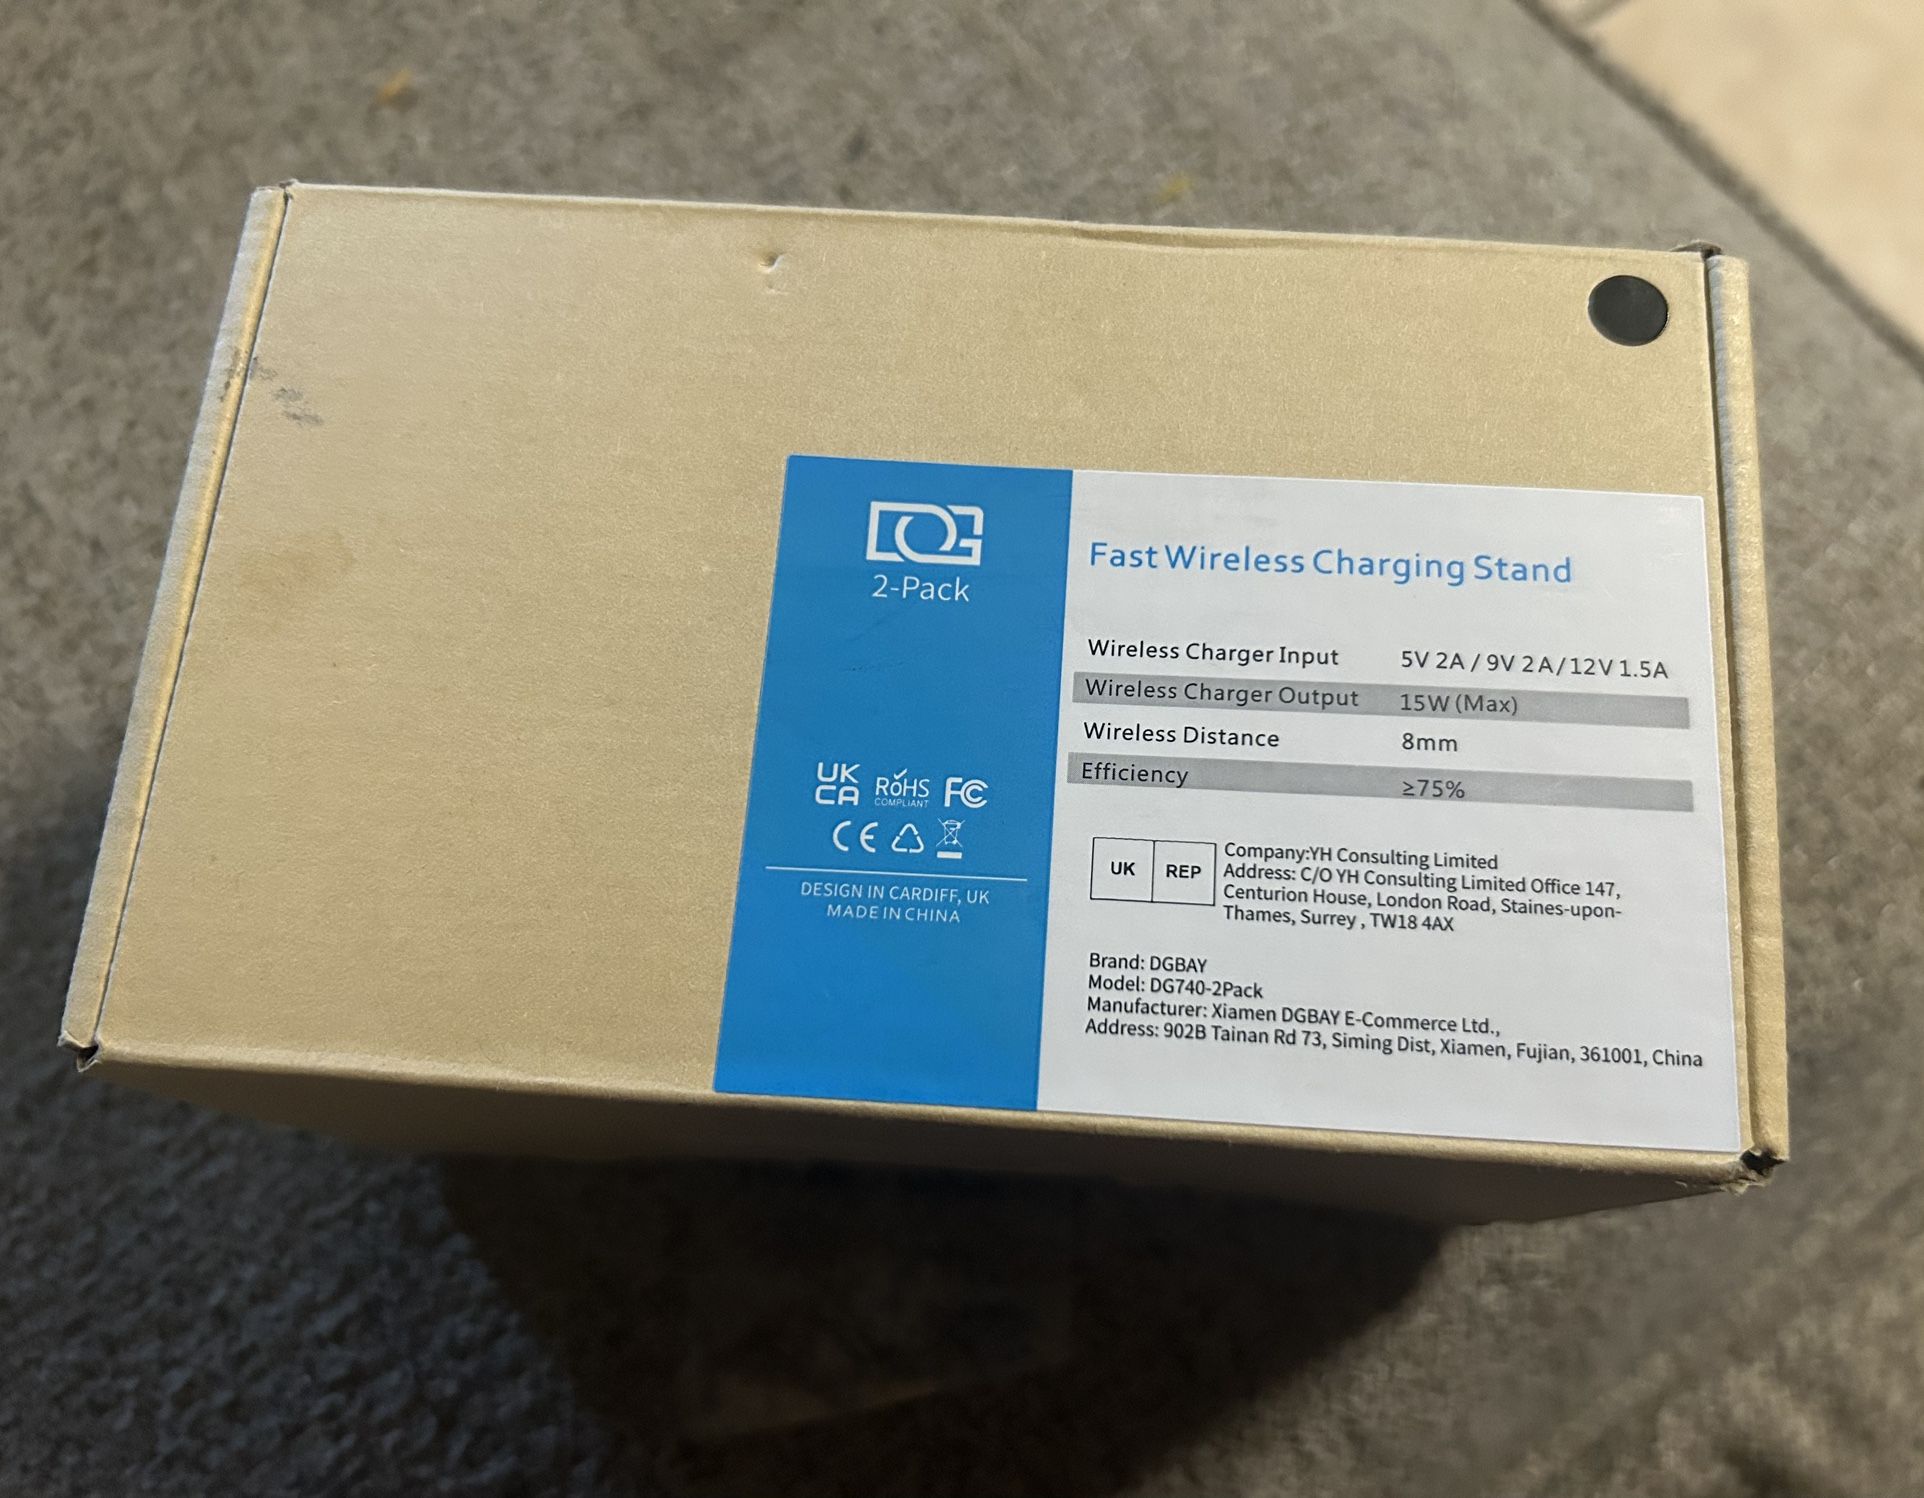 DG
2-Pack
UK
CA
RoHS
COMPLIANT
FC
CE
DESIGN IN CARDIFF, UK
MADE IN CHINA
Fast Wireless Charging Stand
Wireless Charger Input 5V 2A / 9V 2A / 12V 1.5A
Wireless Charger Output 15W (Max)
Wireless Distance 8mm
Efficiency ≥75%
UK REP
Company:YH Consulting Limited
Address: C/O YH Consulting Limited Office 147,
Centurion House, London Road, Staines-upon-
Thames, Surrey , TW18 4AX
Brand: DGBAY
Model: DG740-2Pack
Manufacturer: Xiamen DGBAY E-Commerce Ltd.,
Address: 902B Tainan Rd 73, Siming Dist, Xiamen, Fujian, 361001, China